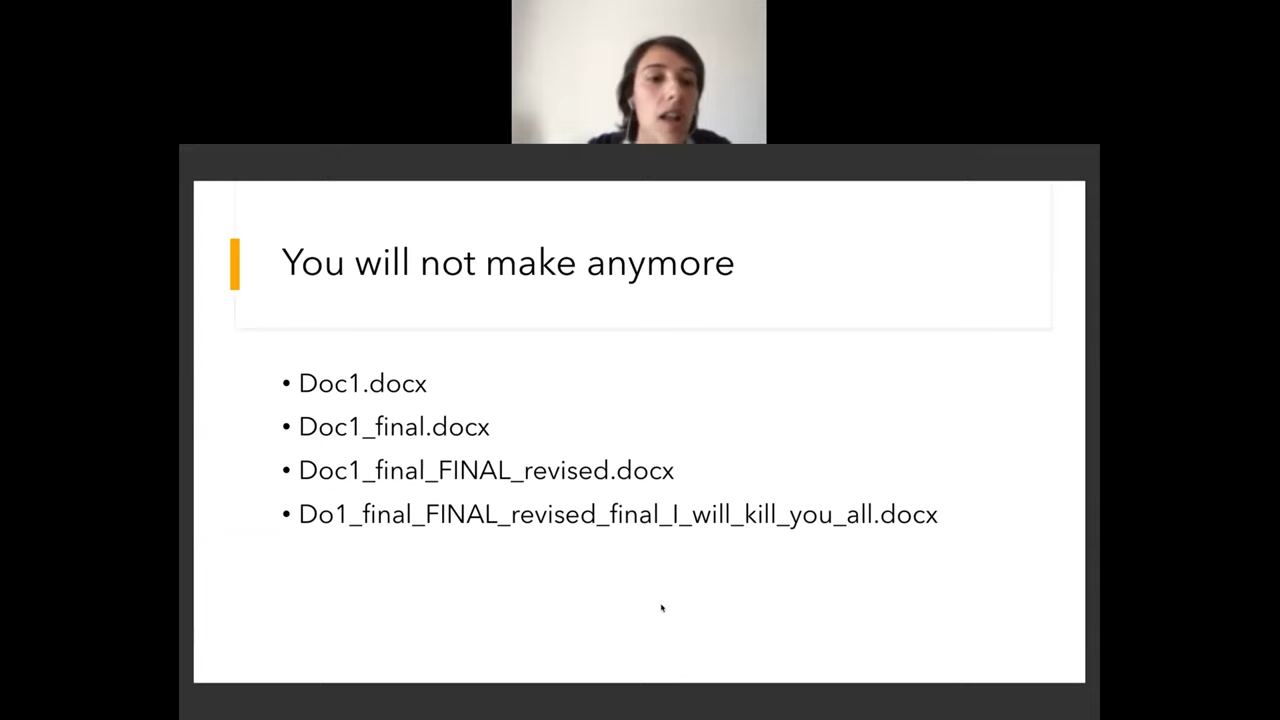 You will not make anymore
• Doc1.docx
• Doc1_final.docx
• Doc1_final_FINAL_revised.docx
• Do1_final_FINAL_revised_final_I_will_kill_you_all.docx